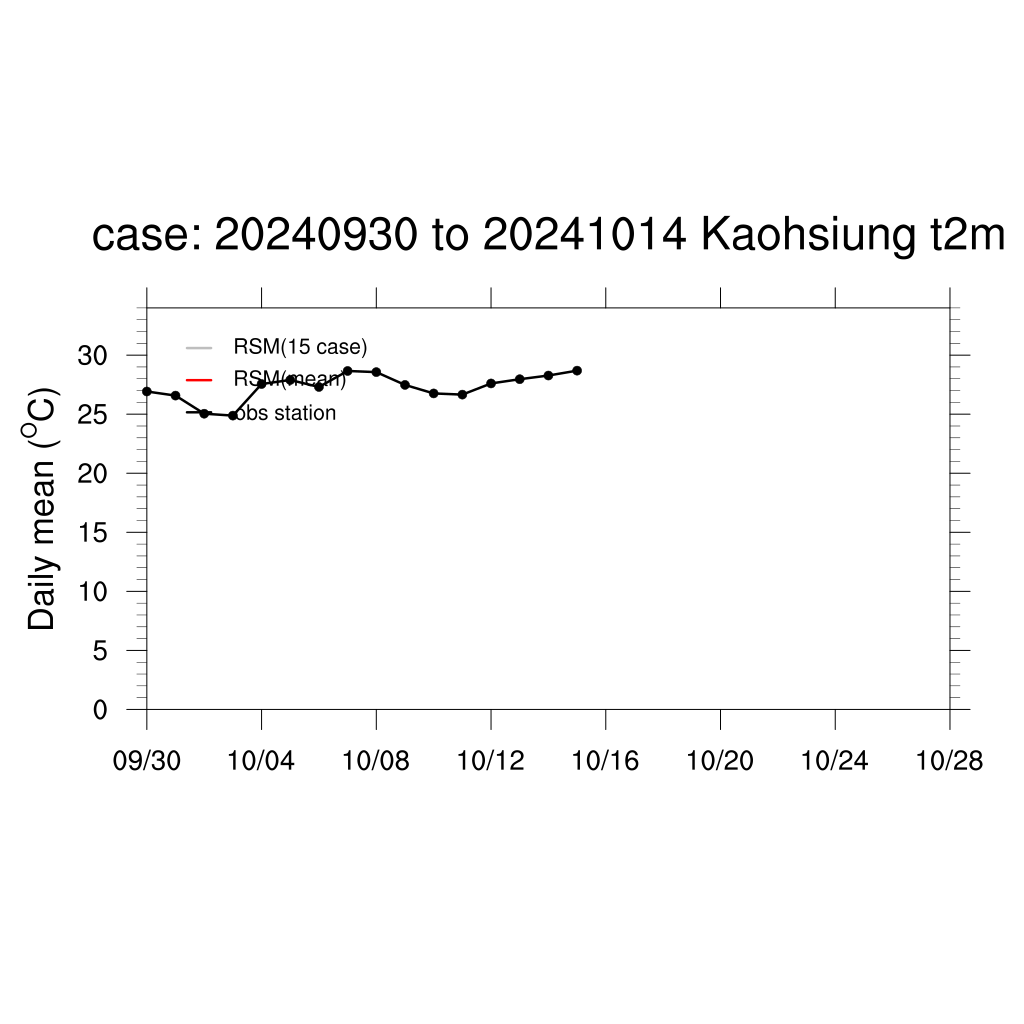 case: 20240930 to 20241014 Kaohsiung t2m
RSM(15 case)
RSM(mean)
obs station
Daily mean (°C)
30
25
20
15
10
5
0
09/30 10/04 10/08 10/12 10/16 10/20 10/24 10/28